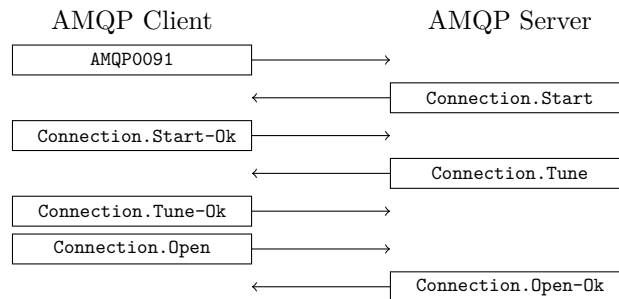 AMQP Client AMQP Server
AMQP0091
Connection.Start
Connection.Start-Ok
Connection.Tune
Connection.Tune-Ok
Connection.Open
Connection.Open-Ok